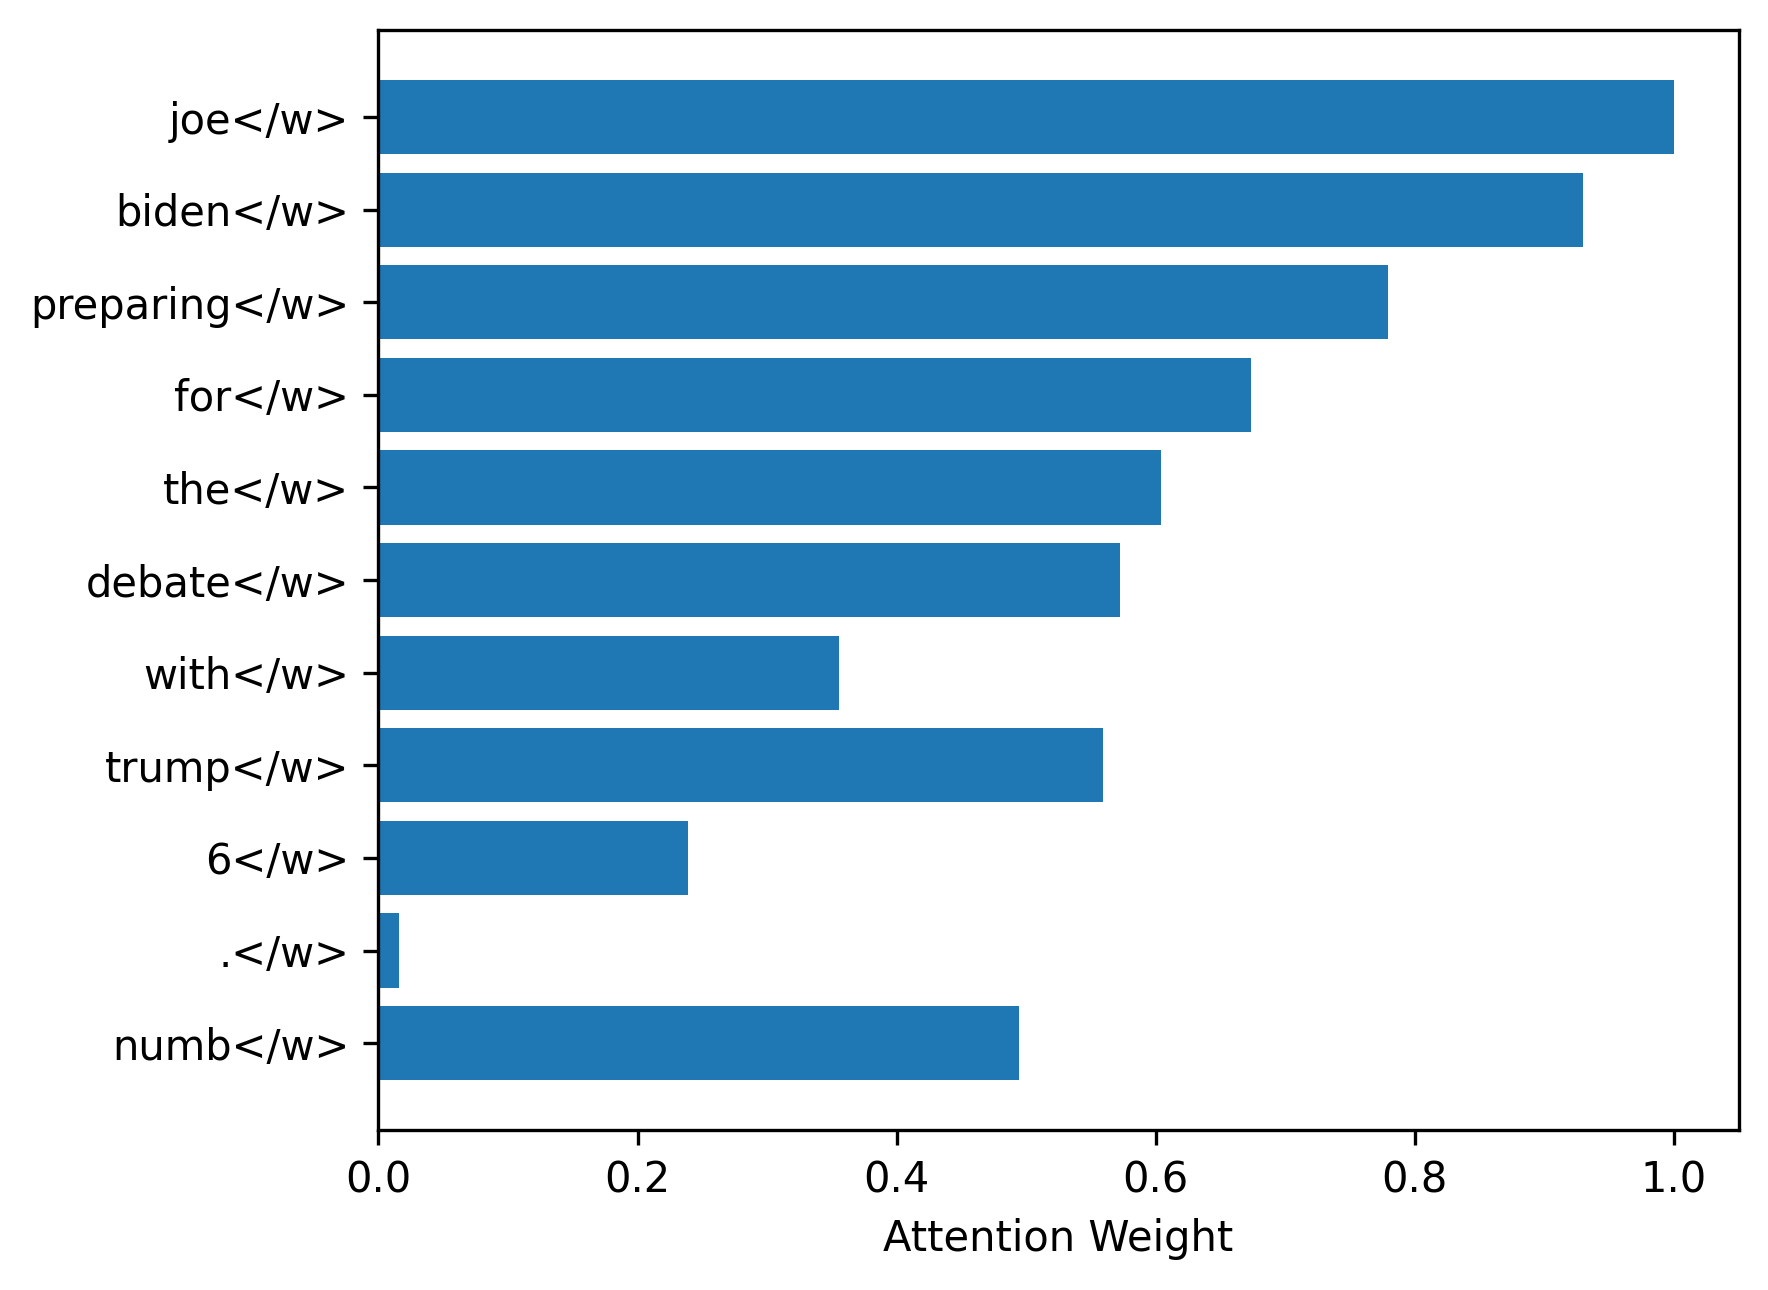 joe</w>
biden</w>
preparing</w>
for</w>
the</w>
debate</w>
with</w>
trump</w>
6</w>
.</w>
numb</w>
0.0 0.2 0.4 0.6 0.8 1.0
Attention Weight